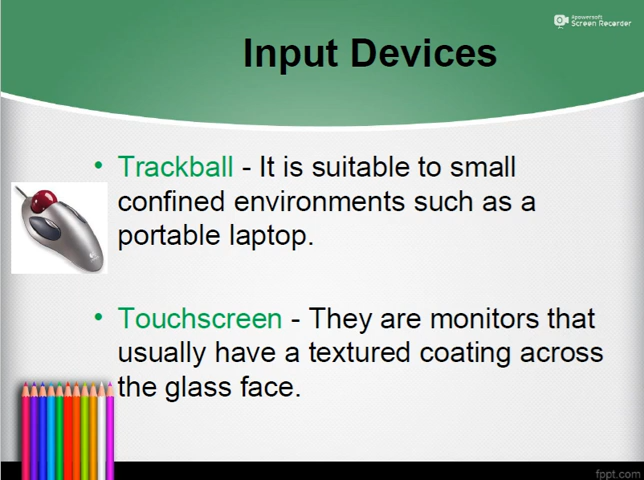 Apowersoft
Screen Recorder
Input Devices
• Trackball - It is suitable to small
confined environments such as a
portable laptop.
• Touchscreen - They are monitors that
usually have a textured coating across
the glass face.
fppt.com